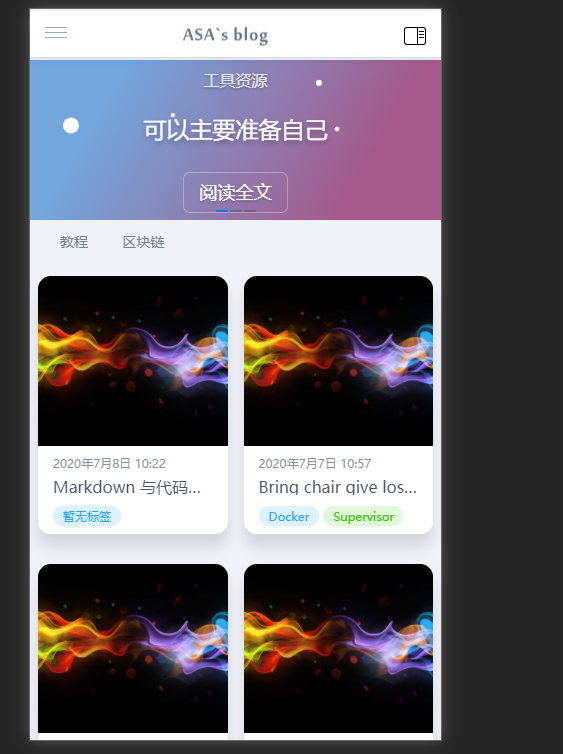 ASA`s blog
工具资源
可以主要准备自己
阅读全文
教程 区块链
2020年7月8日 10:22
Markdown 与代码...
暂无标签
2020年7月7日 10:57
Bring chair give los...
Docker Supervisor